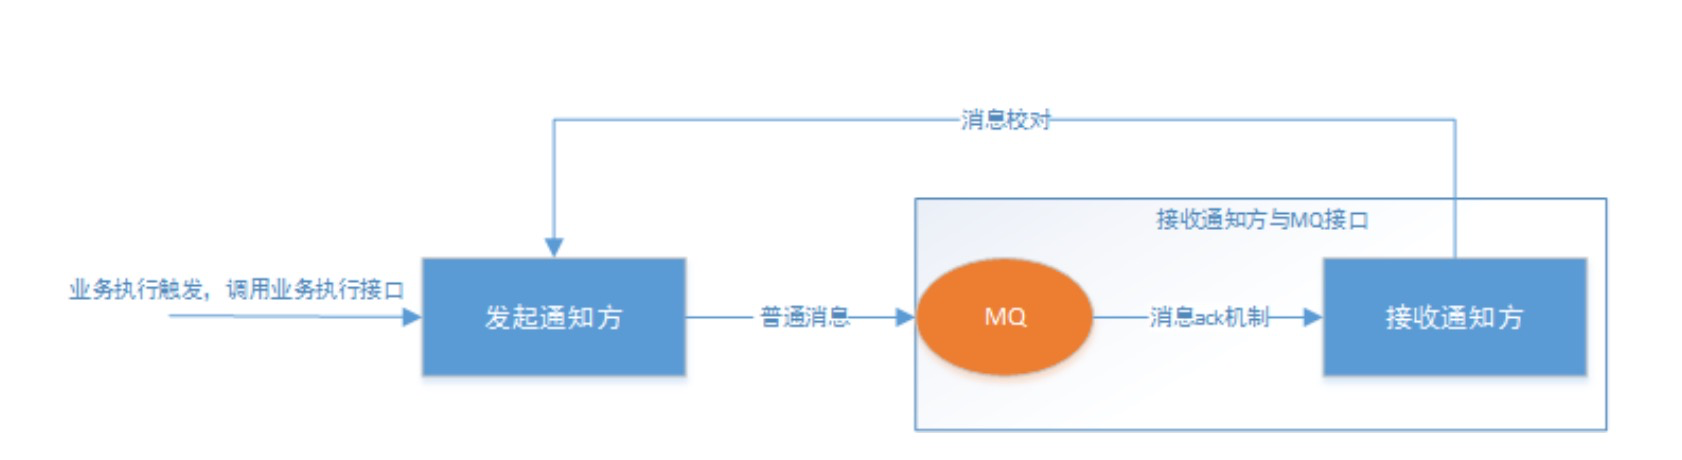 消息校对
接收通知方与MQ接口
业务执行触发，调用业务执行接口
发起通知方
普通消息
MQ
消息ack机制
接收通知方